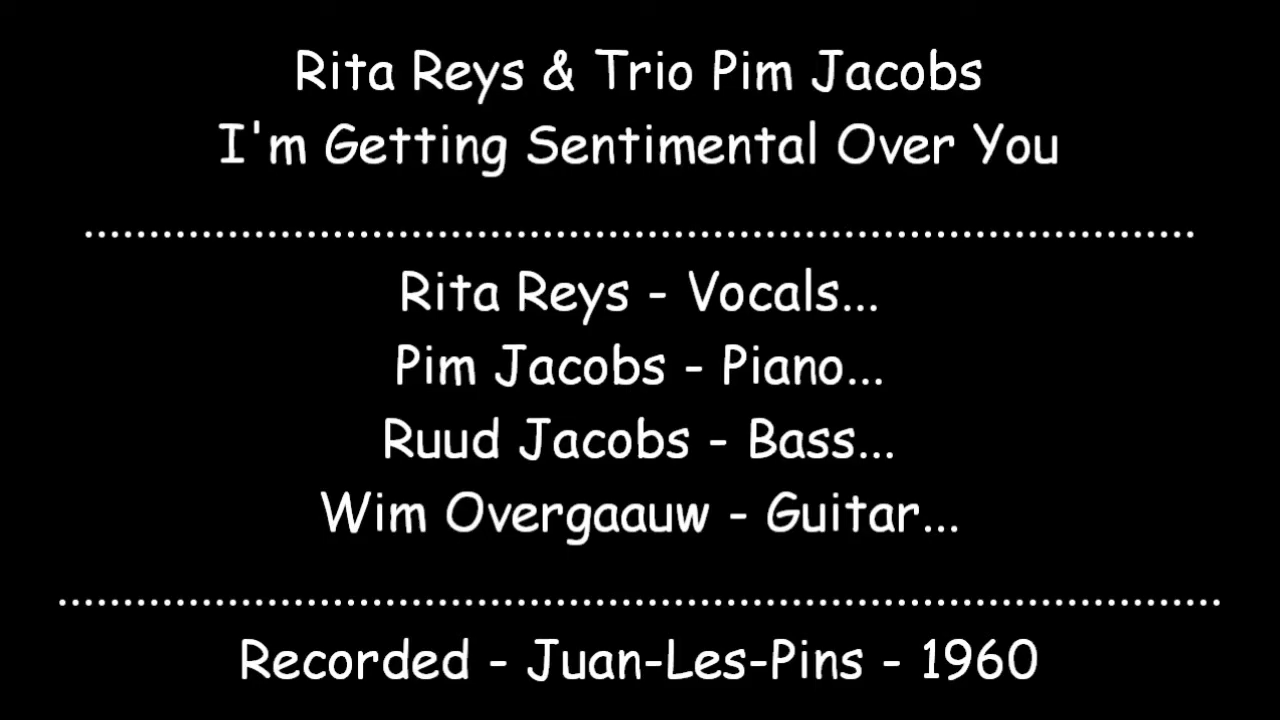 Rita Reys & Trio Pim Jacobs
I'm Getting Sentimental Over You
.....................................................................................
Rita Reys - Vocals...
Pim Jacobs - Piano...
Ruud Jacobs - Bass...
Wim Overgaauw - Guitar...
.........................................................................................
Recorded - Juan-Les-Pins - 1960